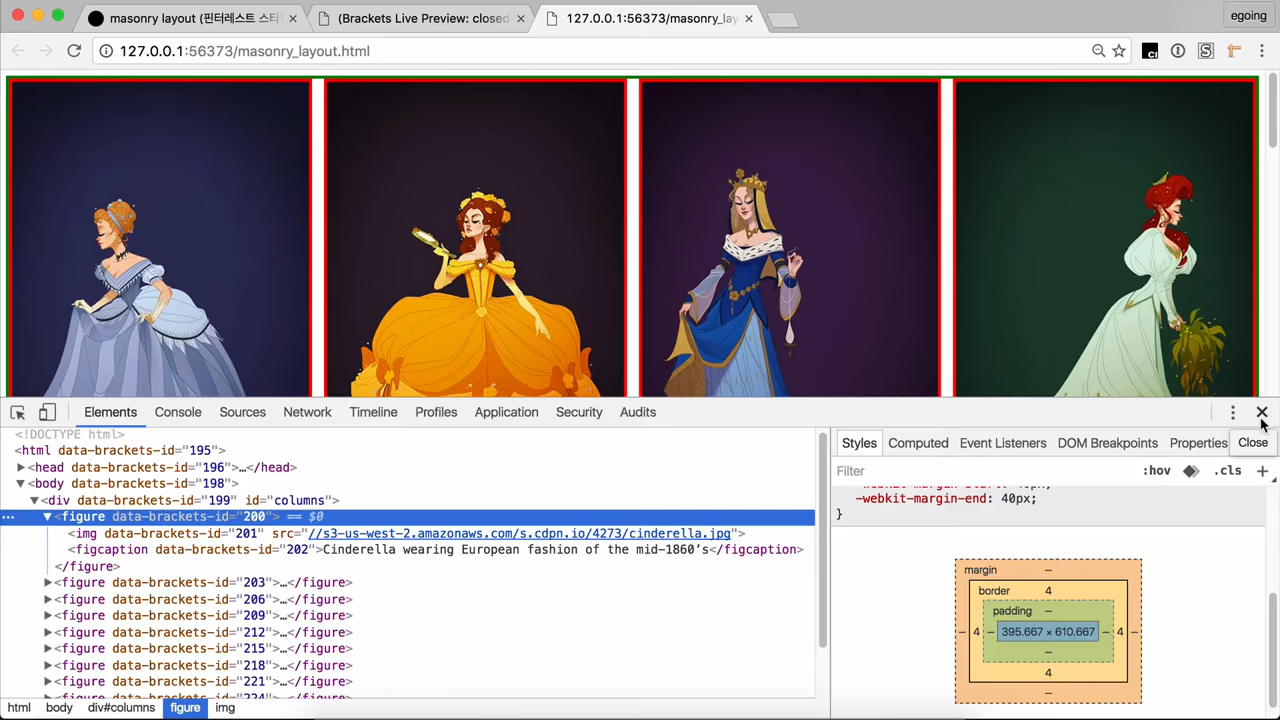 masonry layout (핀터레스트 스타
(Brackets Live Preview: closed
127.0.0.1:56373/masonry_lay
egoing
127.0.0.1:56373/masonry_layout.html
Elements Console Sources Network Timeline Profiles Application Security Audits
<!DOCTYPE html>
<html data-brackets-id="195">
<head data-brackets-id="196">…</head>
<body data-brackets-id="198">
<div data-brackets-id="199" id="columns">
<figure data-brackets-id="200"> == $0
<img data-brackets-id="201" src="//s3-us-west-2.amazonaws.com/s.cdpn.io/4273/cinderella.jpg">
<figcaption data-brackets-id="202">Cinderella wearing European fashion of the mid-1860’s</figcaption>
</figure>
<figure data-brackets-id="203">…</figure>
<figure data-brackets-id="206">…</figure>
<figure data-brackets-id="209">…</figure>
<figure data-brackets-id="212">…</figure>
<figure data-brackets-id="215">…</figure>
<figure data-brackets-id="218">…</figure>
<figure data-brackets-id="221">…</figure>
<figure data-brackets-id="224">…</figure>
html body div#columns figure img
Styles Computed Event Listeners DOM Breakpoints Properties
Close
Filter :hov .cls +
-webkit-margin-end: 40px;
}
margin –
border 4
padding –
– 4 – 395.667 × 610.667 – 4 –
–
4
–